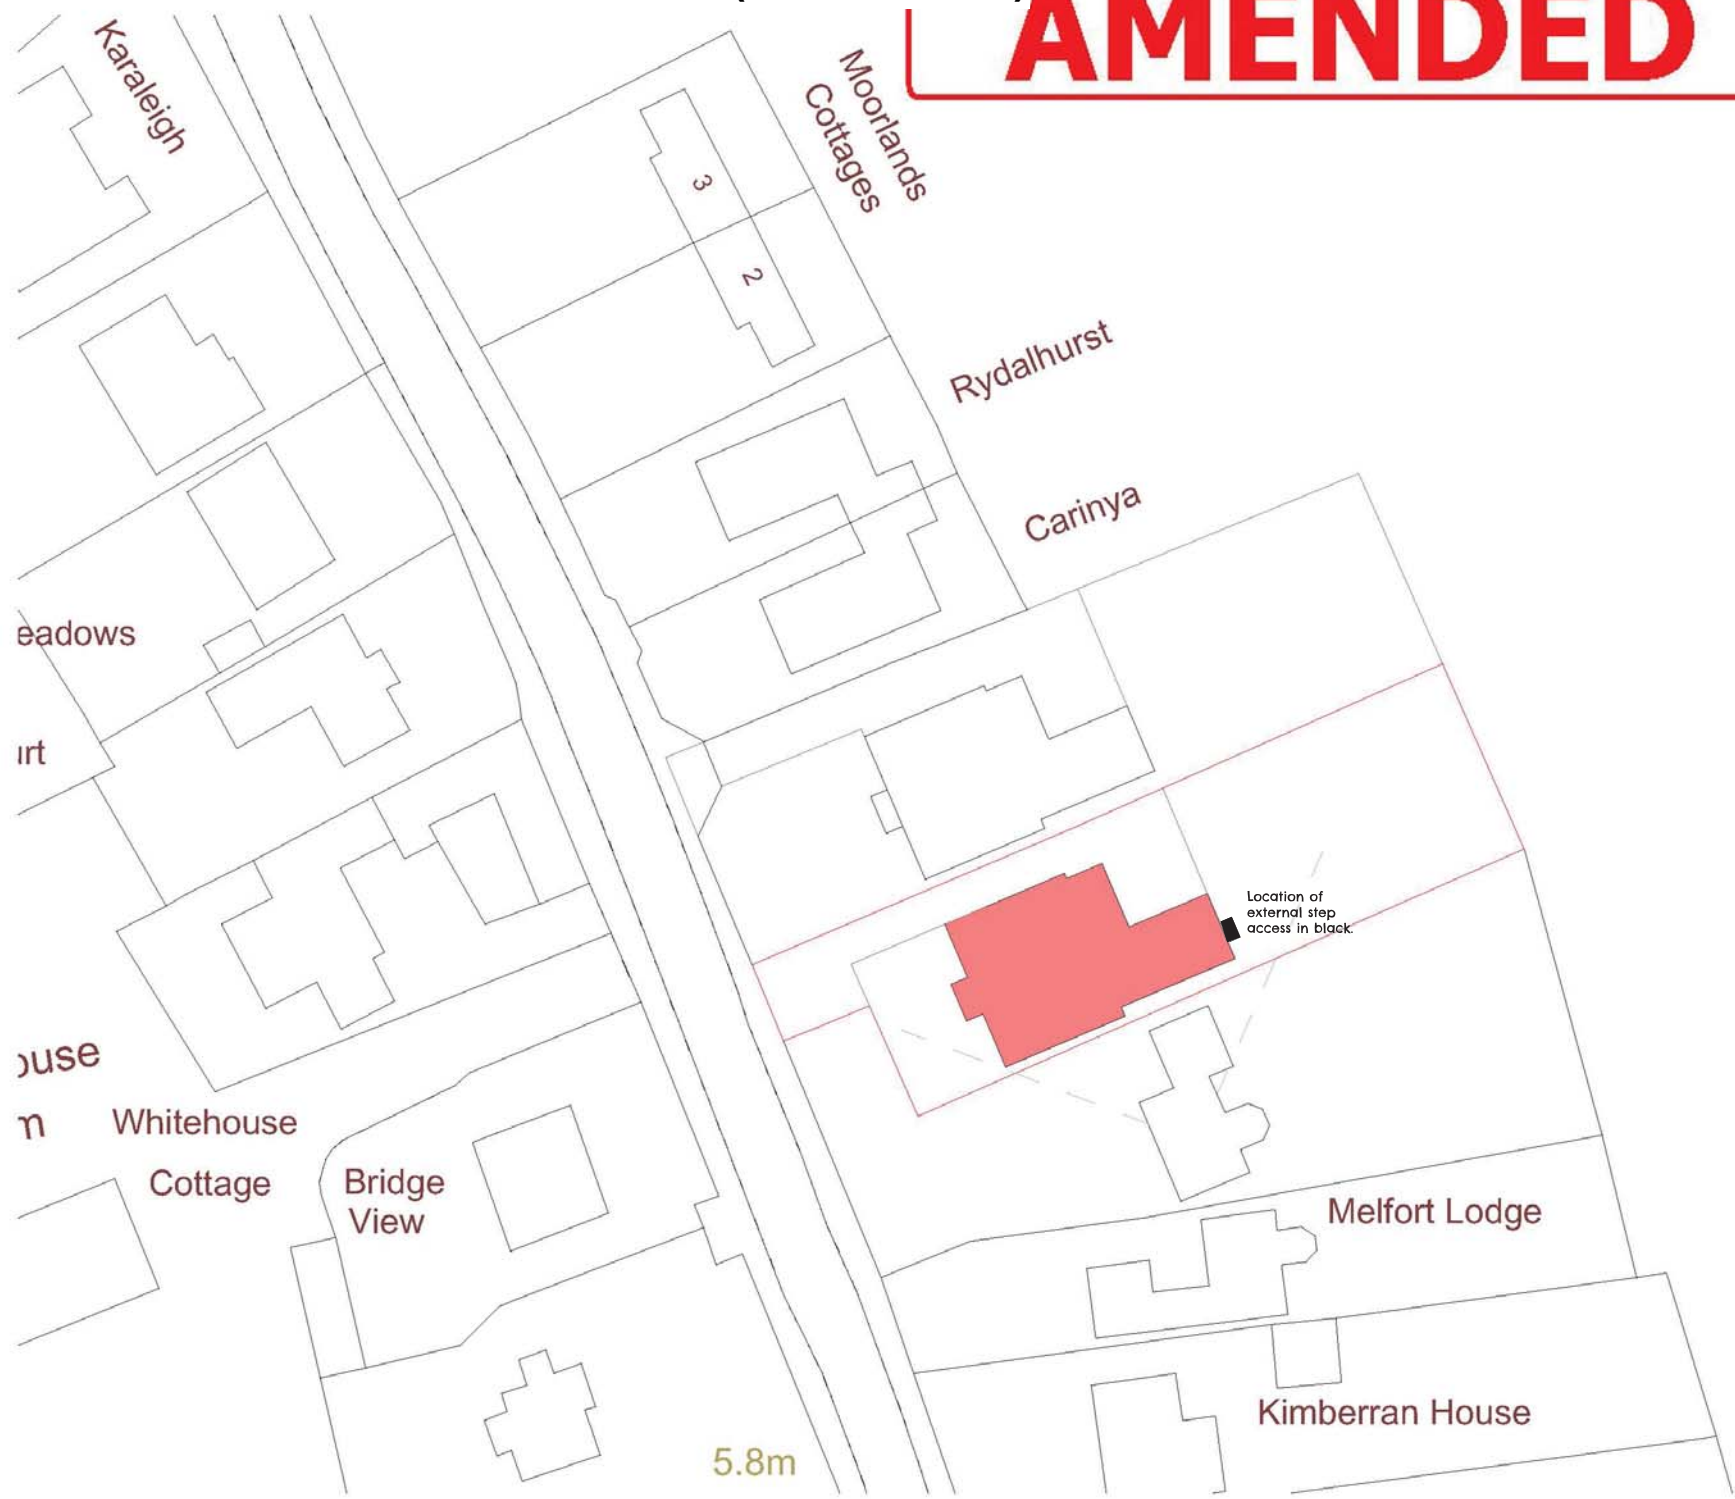 AMENDED
Karaleigh
Moorlands
Cottages
3
2
Rydalhurst
Carinya
eadows
urt
Location of
external step
access in black.
ouse
m
Whitehouse
Cottage
Bridge
View
Melfort Lodge
Kimberran House
5.8m